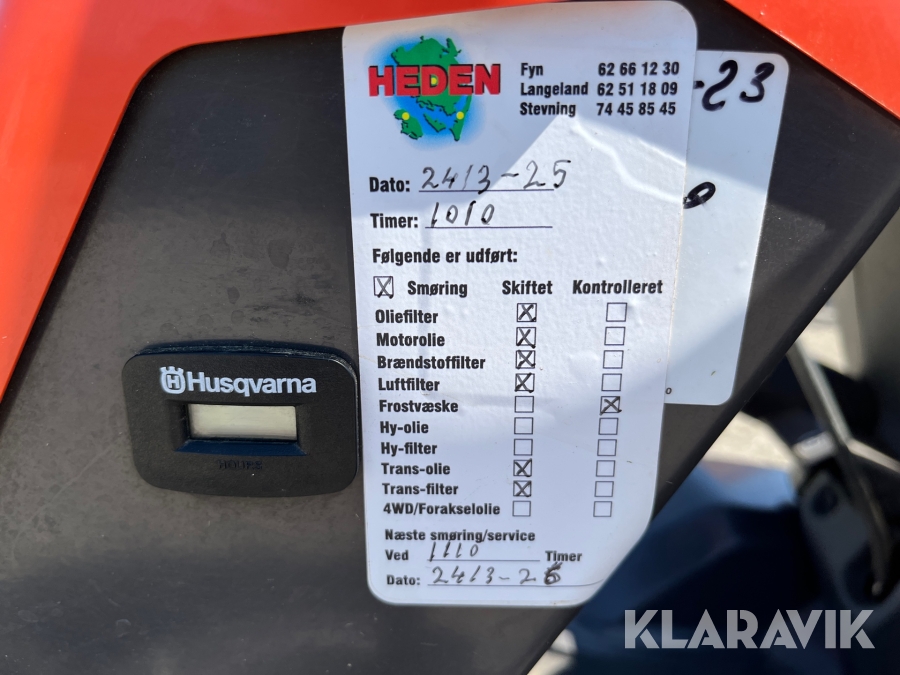 HEDEN
Fyn 62 66 12 30
Langeland 62 51 18 09
Stevning 74 45 85 45
-23
Dato: 24/3-25
Timer: 1010
Følgende er udført:
Smøring Skiftet Kontrolleret
Oliefilter
Motorolie
Brændstoffilter
Luftfilter
Frostvæske
Hy-olie
Hy-filter
Trans-olie
Trans-filter
4WD/Forakselolie
Næste smøring/service
Ved 1110 Timer
Dato: 24/3-26
Husqvarna
HOURS
KLARAVIK